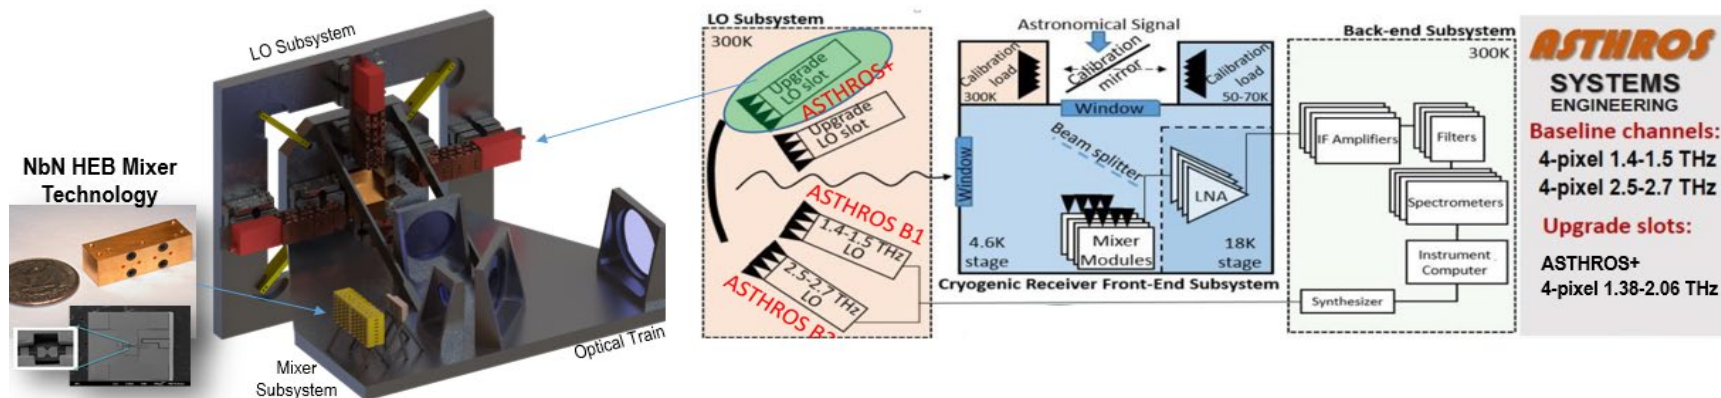 LO Subsystem
NbN HEB Mixer
Technology
Mixer
Subsystem
Optical Train
LO Subsystem
300K
Upgrade
LO slot
ASTHROS+
Upgrade
LO slot
ASTHROS B1
1.4-1.5 THz
LO
2.5-2.7 THz
LO
ASTHROS
Astronomical Signal
Calibration
load
300K
Calibration
mirror
Calibration
load
50-70K
Window
Window
Beam splitter
LNA
Mixer
Modules
4.6K
stage
18K
stage
Cryogenic Receiver Front-End Subsystem
Back-end Subsystem
300K
IF Amplifiers
Filters
Spectrometers
Instrument
Computer
Synthesizer
ASTHROS
SYSTEMS
ENGINEERING
Baseline channels:
4-pixel 1.4-1.5 THz
4-pixel 2.5-2.7 THz
Upgrade slots:
ASTHROS+
4-pixel 1.38-2.06 THz